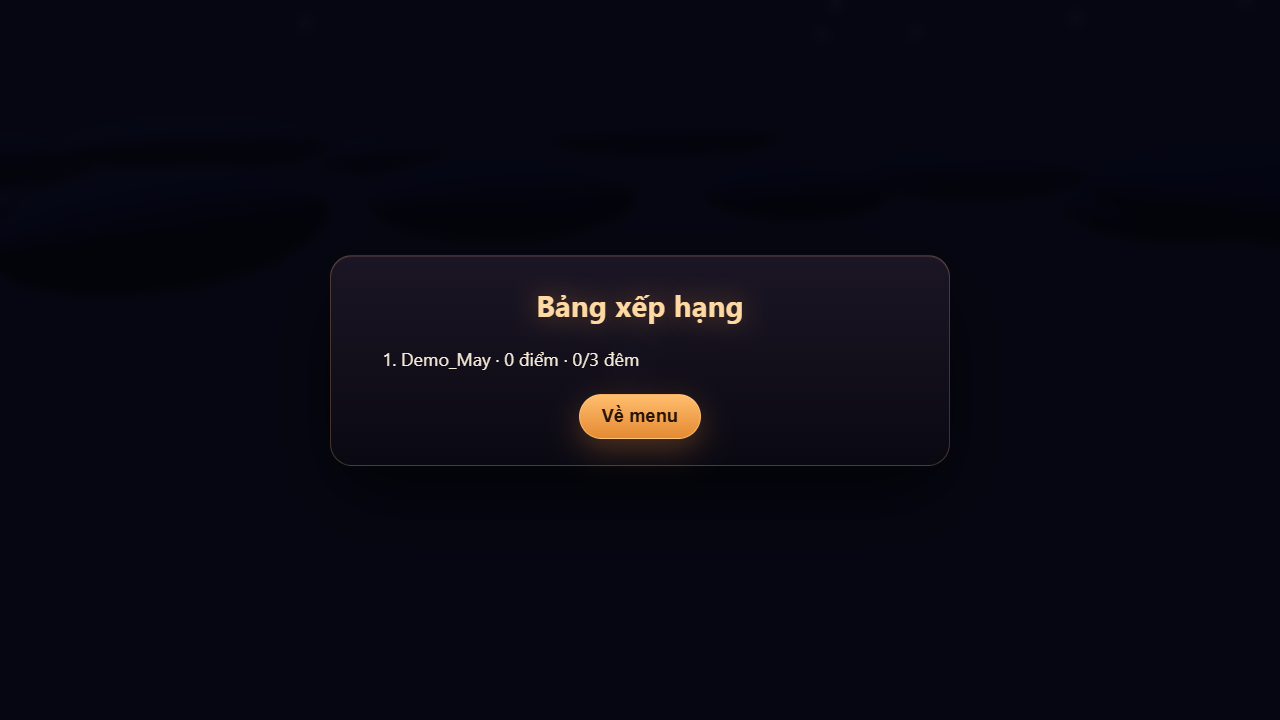 Bảng xếp hạng
1. Demo_May · 0 điểm · 0/3 đêm
Về menu